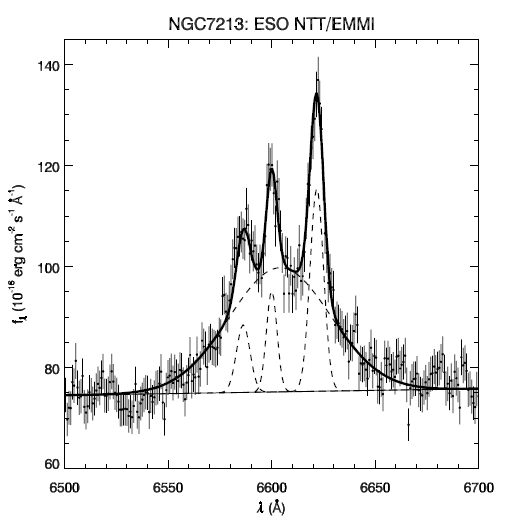 NGC7213: ESO NTT/EMMI
140
120
100
80
60
f_λ (10⁻¹⁶ erg cm⁻² s⁻¹ Å⁻¹)
6500 6550 6600 6650 6700
λ (Å)